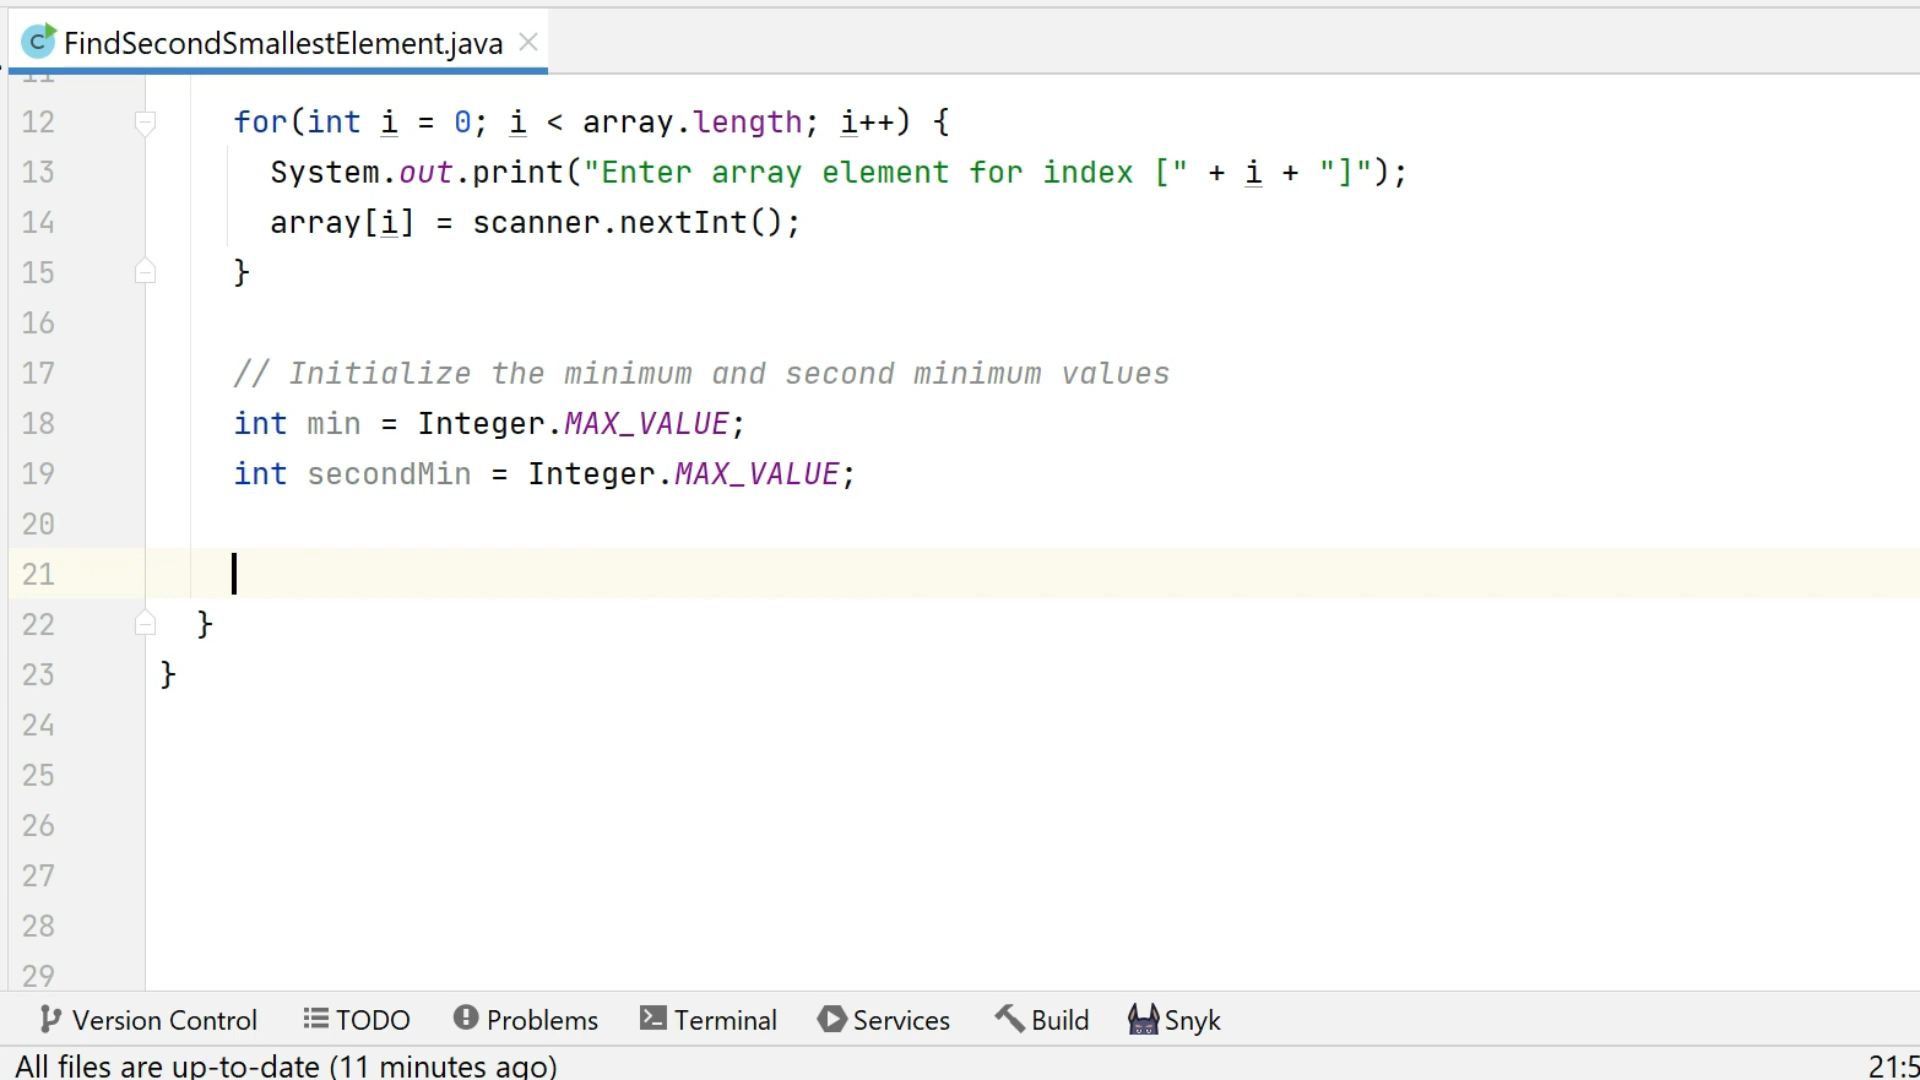 FindSecondSmallestElement.java
11
12 for(int i = 0; i < array.length; i++) {
13 System.out.print("Enter array element for index [" + i + "]");
14 array[i] = scanner.nextInt();
15 }
16
17 // Initialize the minimum and second minimum values
18 int min = Integer.MAX_VALUE;
19 int secondMin = Integer.MAX_VALUE;
20
21
22 }
23 }
24
25
26
27
28
29
Version Control TODO Problems Terminal Services Build Snyk
All files are up-to-date (11 minutes ago) 21:5